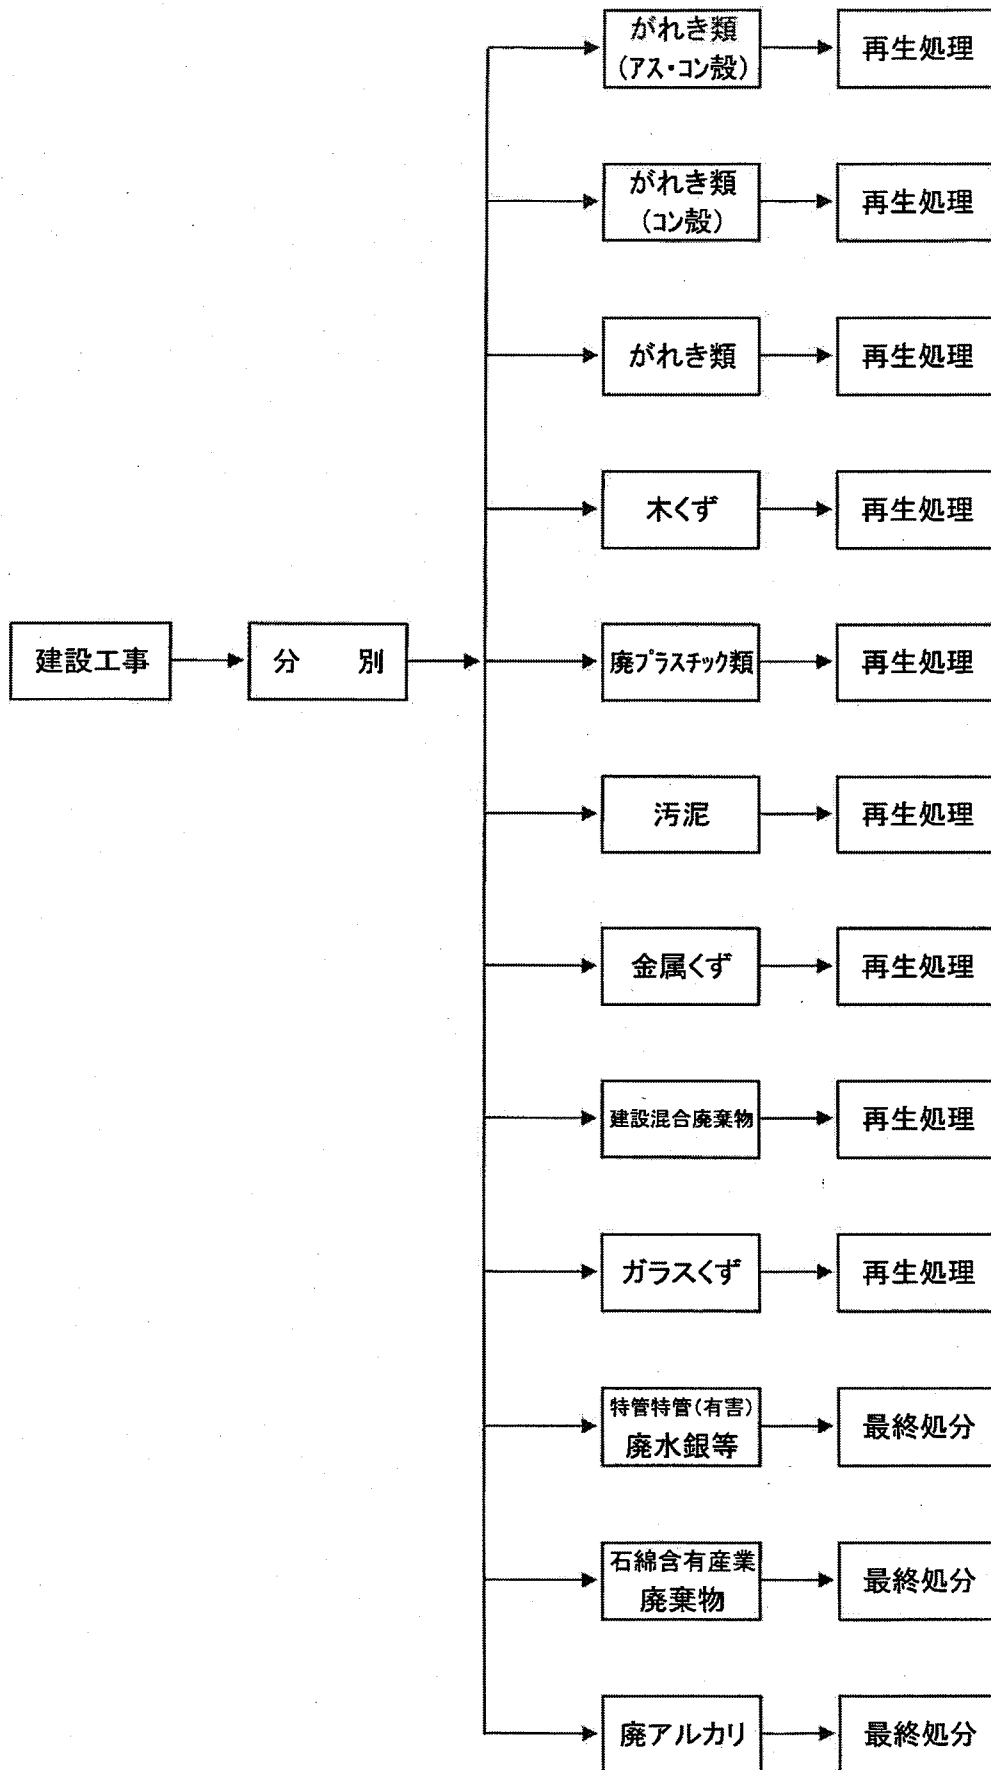 がれき類
(アス・コン殻)
再生処理
がれき類
(コン殻)
再生処理
がれき類
再生処理
木くず
再生処理
建設工事
分 別
廃プラスチック類
再生処理
汚泥
再生処理
金属くず
再生処理
建設混合廃棄物
再生処理
ガラスくず
再生処理
特管特管(有害)
廃水銀等
最終処分
石綿含有産業
廃棄物
最終処分
廃アルカリ
最終処分